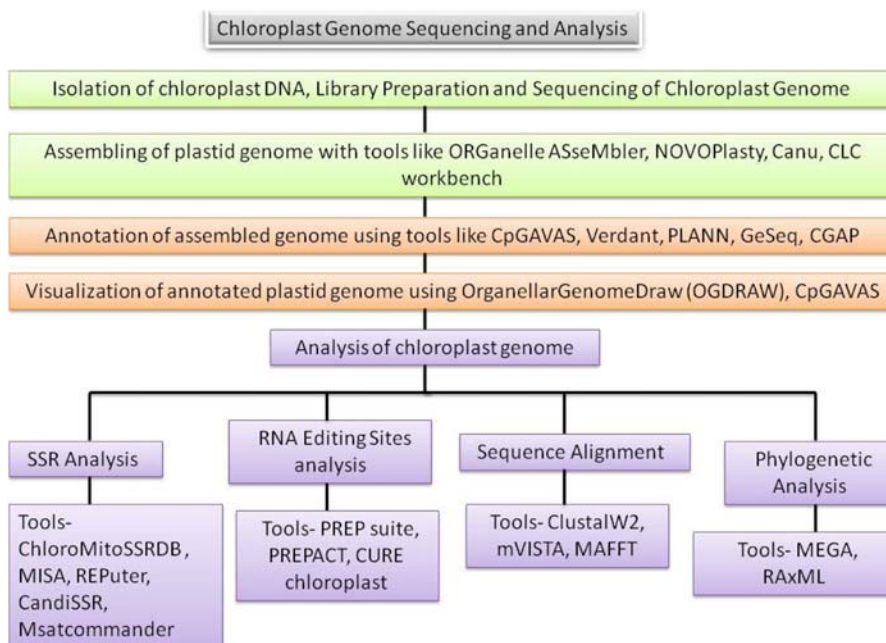 Chloroplast Genome Sequencing and Analysis
Isolation of chloroplast DNA, Library Preparation and Sequencing of Chloroplast Genome
Assembling of plastid genome with tools like ORGanelle ASseMbler, NOVOPlasty, Canu, CLC
workbench
Annotation of assembled genome using tools like CpGAVAS, Verdant, PLANN, GeSeq, CGAP
Visualization of annotated plastid genome using OrganellarGenomeDraw (OGDRAW), CpGAVAS
Analysis of chloroplast genome
SSR Analysis
Tools-
ChloroMitoSSRDB,
MISA, REPuter,
CandiSSR,
Msatcommander
RNA Editing Sites
analysis
Tools- PREP suite,
PREPACT, CURE
chloroplast
Sequence Alignment
Tools- ClustalW2,
mVISTA, MAFFT
Phylogenetic
Analysis
Tools- MEGA,
RAxML